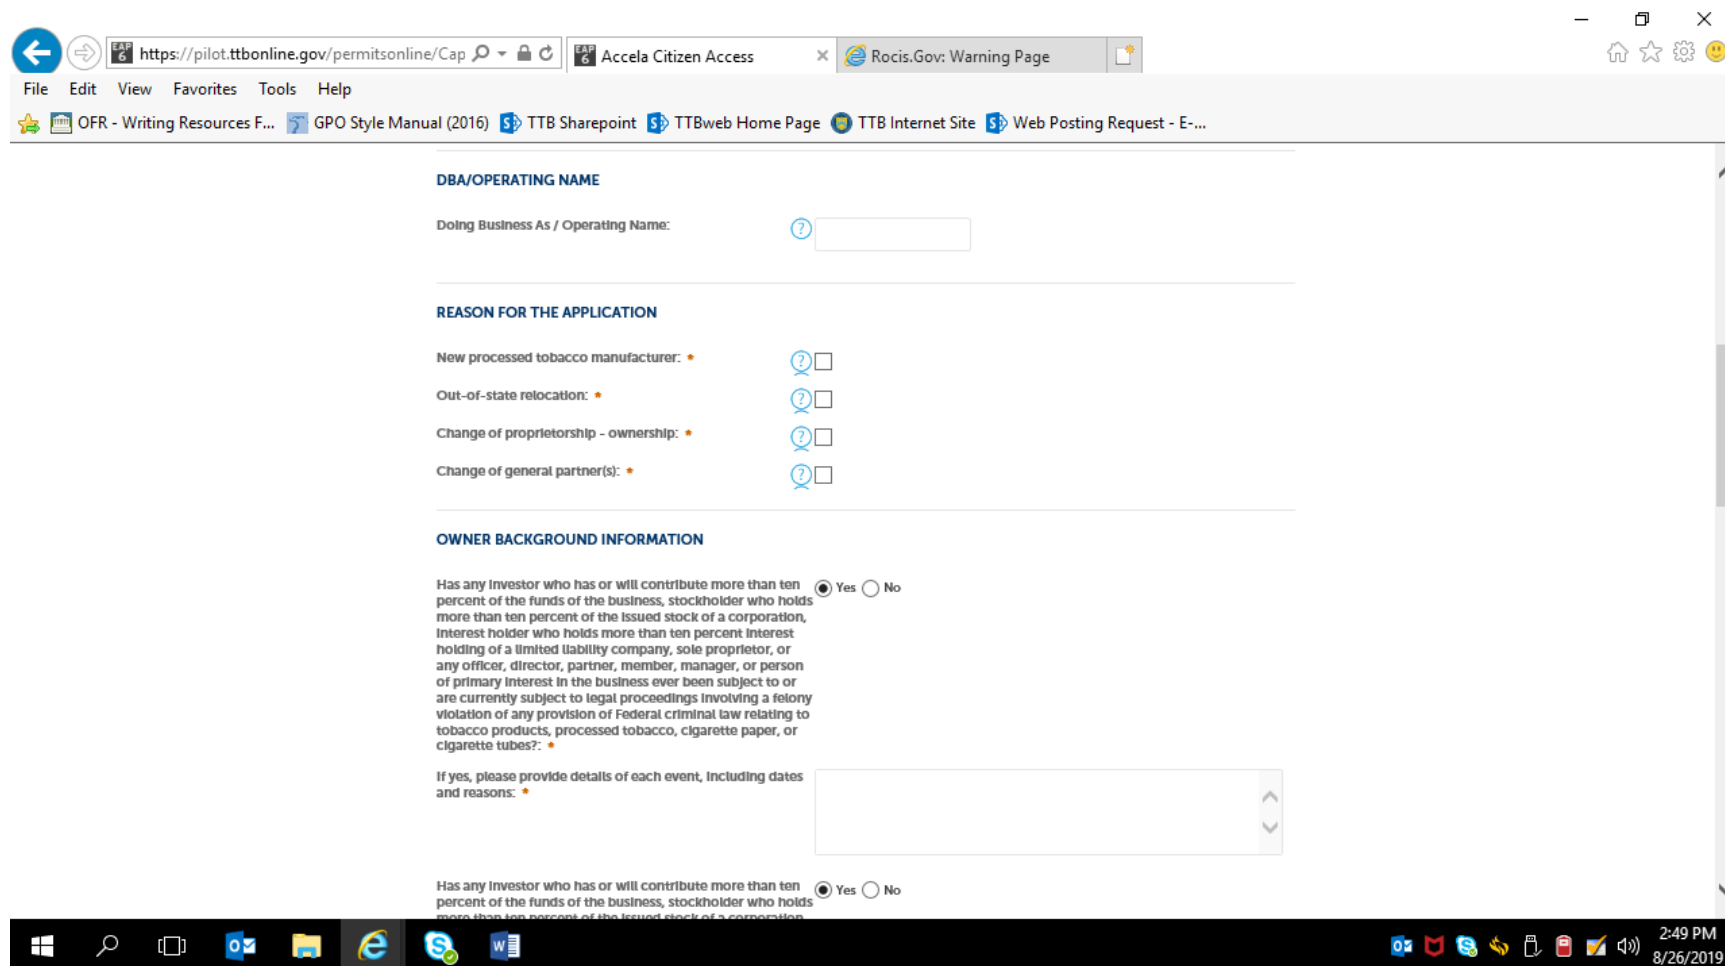 https://pilot.ttbonline.gov/permitsonline/Cap
Accela Citizen Access
Rocis.Gov: Warning Page
File Edit View Favorites Tools Help
OFR - Writing Resources F... GPO Style Manual (2016) TTB Sharepoint TTBweb Home Page TTB Internet Site Web Posting Request - E-...
DBA/OPERATING NAME
Doing Business As / Operating Name:
REASON FOR THE APPLICATION
New processed tobacco manufacturer: *
Out-of-state relocation: *
Change of proprietorship - ownership: *
Change of general partner(s): *
OWNER BACKGROUND INFORMATION
Has any investor who has or will contribute more than ten
percent of the funds of the business, stockholder who holds
more than ten percent of the issued stock of a corporation,
interest holder who holds more than ten percent interest
holding of a limited liability company, sole proprietor, or
any officer, director, partner, member, manager, or person
of primary interest in the business ever been subject to or
are currently subject to legal proceedings involving a felony
violation of any provision of Federal criminal law relating to
tobacco products, processed tobacco, cigarette paper, or
cigarette tubes?: *
Yes No
If yes, please provide details of each event, including dates
and reasons: *
Has any investor who has or will contribute more than ten
percent of the funds of the business, stockholder who holds
more than ten percent of the issued stock of a corporation
Yes No
2:49 PM
8/26/2019